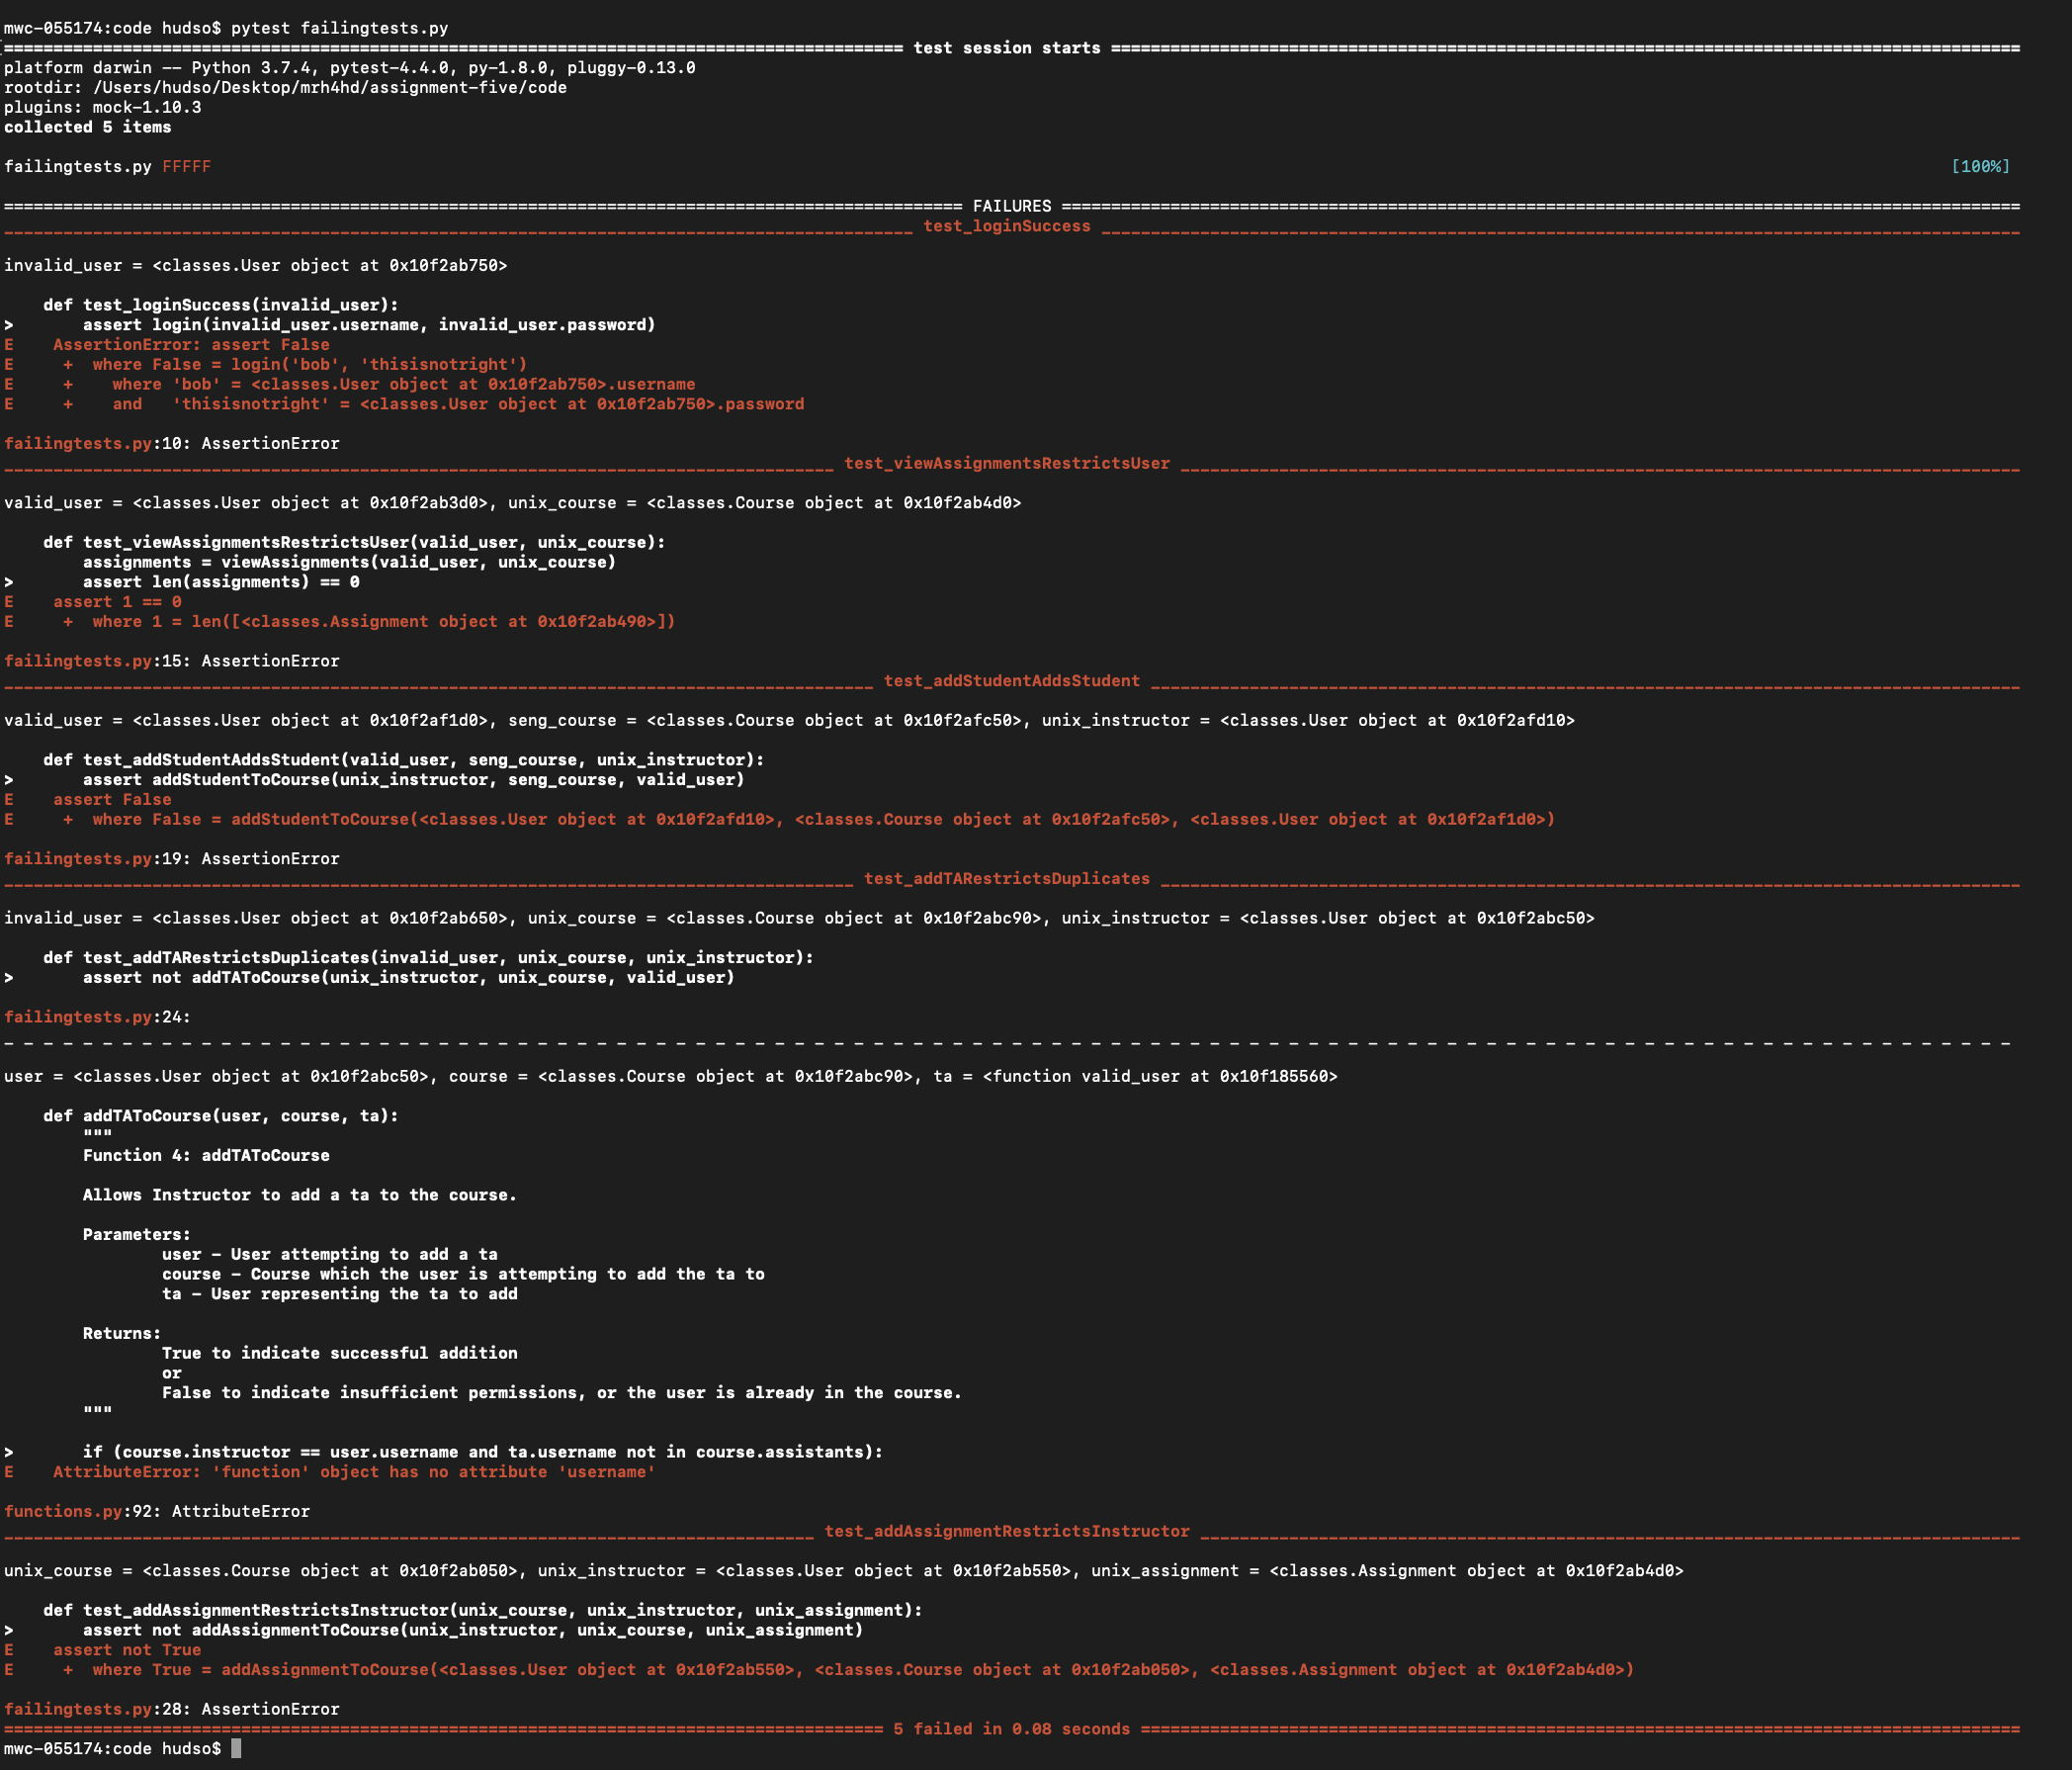 mwc-055174:code hudso$ pytest failingtests.py
=========================================================================================== test session starts ============================================================================================
platform darwin -- Python 3.7.4, pytest-4.4.0, py-1.8.0, pluggy-0.13.0
rootdir: /Users/hudso/Desktop/mrh4hd/assignment-five/code
plugins: mock-1.10.3
collected 5 items
failingtests.py FFFFF [100%]
================================================================================================= FAILURES =================================================================================================
____________________________________________________________________________________________ test_loginSuccess _____________________________________________________________________________________________
invalid_user = <classes.User object at 0x10f2ab750>
    def test_loginSuccess(invalid_user):
>       assert login(invalid_user.username, invalid_user.password)
E    AssertionError: assert False
E     +  where False = login('bob', 'thisisnotright')
E     +    where 'bob' = <classes.User object at 0x10f2ab750>.username
E     +    and   'thisisnotright' = <classes.User object at 0x10f2ab750>.password
failingtests.py:10: AssertionError
____________________________________________________________________________________ test_viewAssignmentsRestrictsUser _____________________________________________________________________________________
valid_user = <classes.User object at 0x10f2ab3d0>, unix_course = <classes.Course object at 0x10f2ab4d0>
    def test_viewAssignmentsRestrictsUser(valid_user, unix_course):
        assignments = viewAssignments(valid_user, unix_course)
>       assert len(assignments) == 0
E    assert 1 == 0
E     +  where 1 = len([<classes.Assignment object at 0x10f2ab490>])
failingtests.py:15: AssertionError
________________________________________________________________________________________ test_addStudentAddsStudent ________________________________________________________________________________________
valid_user = <classes.User object at 0x10f2af1d0>, seng_course = <classes.Course object at 0x10f2afc50>, unix_instructor = <classes.User object at 0x10f2afd10>
    def test_addStudentAddsStudent(valid_user, seng_course, unix_instructor):
>       assert addStudentToCourse(unix_instructor, seng_course, valid_user)
E    assert False
E     +  where False = addStudentToCourse(<classes.User object at 0x10f2afd10>, <classes.Course object at 0x10f2afc50>, <classes.User object at 0x10f2af1d0>)
failingtests.py:19: AssertionError
______________________________________________________________________________________ test_addTARestrictsDuplicates _______________________________________________________________________________________
invalid_user = <classes.User object at 0x10f2ab650>, unix_course = <classes.Course object at 0x10f2abc90>, unix_instructor = <classes.User object at 0x10f2abc50>
    def test_addTARestrictsDuplicates(invalid_user, unix_course, unix_instructor):
>       assert not addTAToCourse(unix_instructor, unix_course, valid_user)
failingtests.py:24:
_ _ _ _ _ _ _ _ _ _ _ _ _ _ _ _ _ _ _ _ _ _ _ _ _ _ _ _ _ _ _ _ _ _ _ _ _ _ _ _ _ _ _ _ _ _ _ _ _ _ _ _ _ _ _ _ _ _ _ _ _ _ _ _ _ _ _ _ _ _ _ _ _ _ _ _ _ _ _ _ _ _ _ _ _ _ _ _ _ _ _ _ _ _ _ _ _ _ _ _ _ _
user = <classes.User object at 0x10f2abc50>, course = <classes.Course object at 0x10f2abc90>, ta = <function valid_user at 0x10f185560>
    def addTAToCourse(user, course, ta):
        """
        Function 4: addTAToCourse
        Allows Instructor to add a ta to the course.
        Parameters:
                user - User attempting to add a ta
                course - Course which the user is attempting to add the ta to
                ta - User representing the ta to add
        Returns:
                True to indicate successful addition
                or
                False to indicate insufficient permissions, or the user is already in the course.
        """
>       if (course.instructor == user.username and ta.username not in course.assistants):
E    AttributeError: 'function' object has no attribute 'username'
functions.py:92: AttributeError
__________________________________________________________________________________ test_addAssignmentRestrictsInstructor ___________________________________________________________________________________
unix_course = <classes.Course object at 0x10f2ab050>, unix_instructor = <classes.User object at 0x10f2ab550>, unix_assignment = <classes.Assignment object at 0x10f2ab4d0>
    def test_addAssignmentRestrictsInstructor(unix_course, unix_instructor, unix_assignment):
>       assert not addAssignmentToCourse(unix_instructor, unix_course, unix_assignment)
E    assert not True
E     +  where True = addAssignmentToCourse(<classes.User object at 0x10f2ab550>, <classes.Course object at 0x10f2ab050>, <classes.Assignment object at 0x10f2ab4d0>)
failingtests.py:28: AssertionError
========================================================================================= 5 failed in 0.08 seconds =========================================================================================
mwc-055174:code hudso$